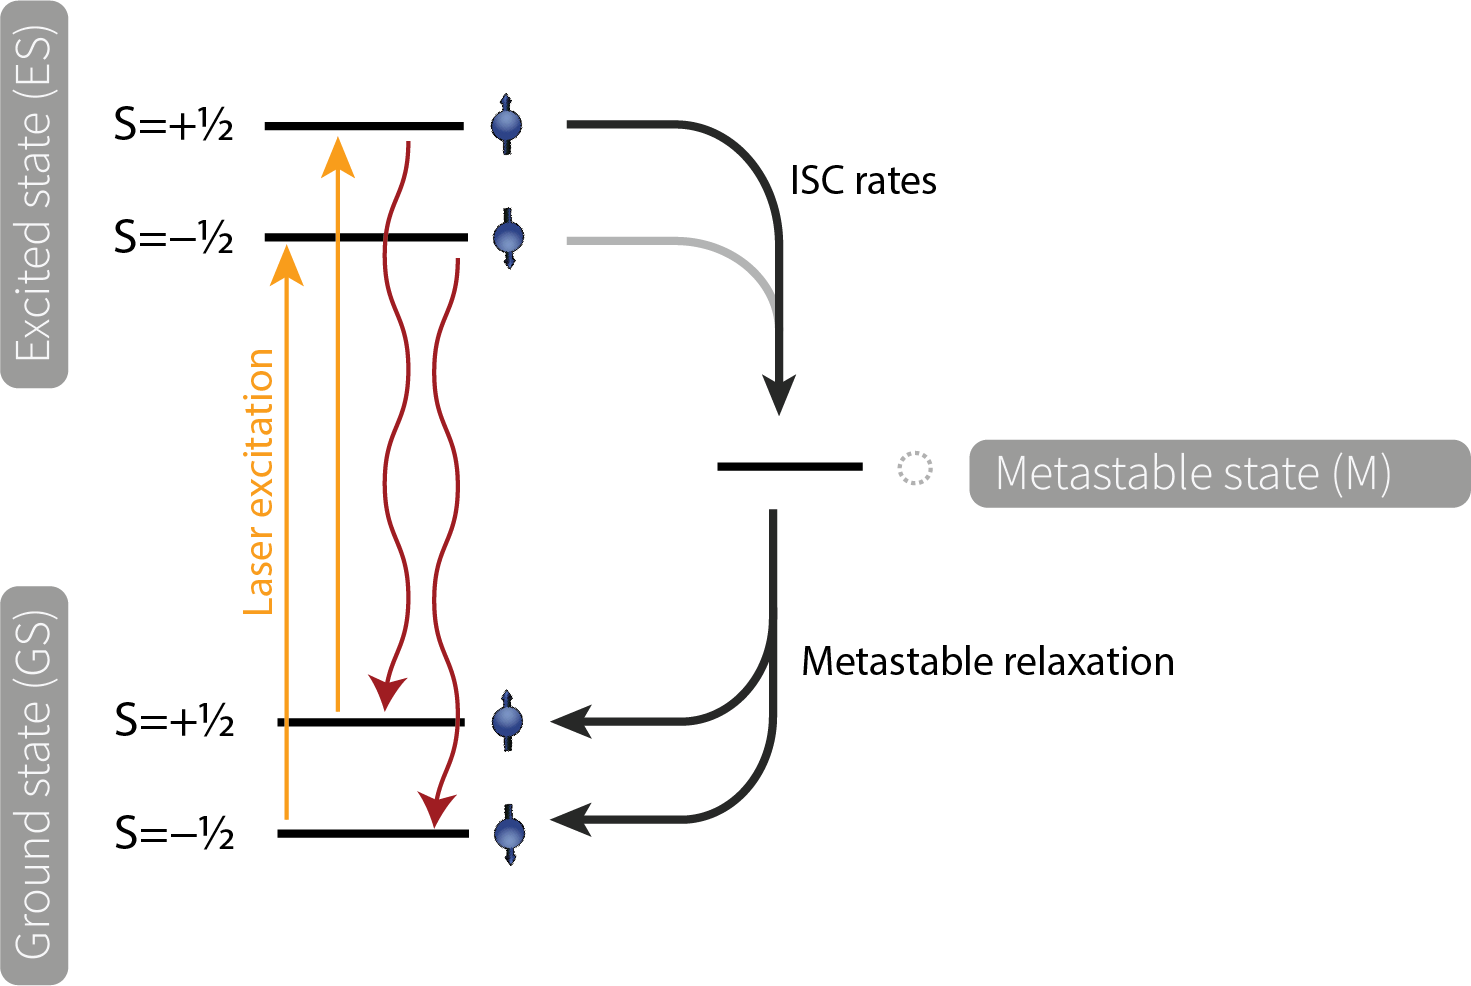 Excited state (ES)
S=+½
S=−½
ISC rates
Laser excitation
Metastable state (M)
Ground state (GS)
S=+½
S=−½
Metastable relaxation